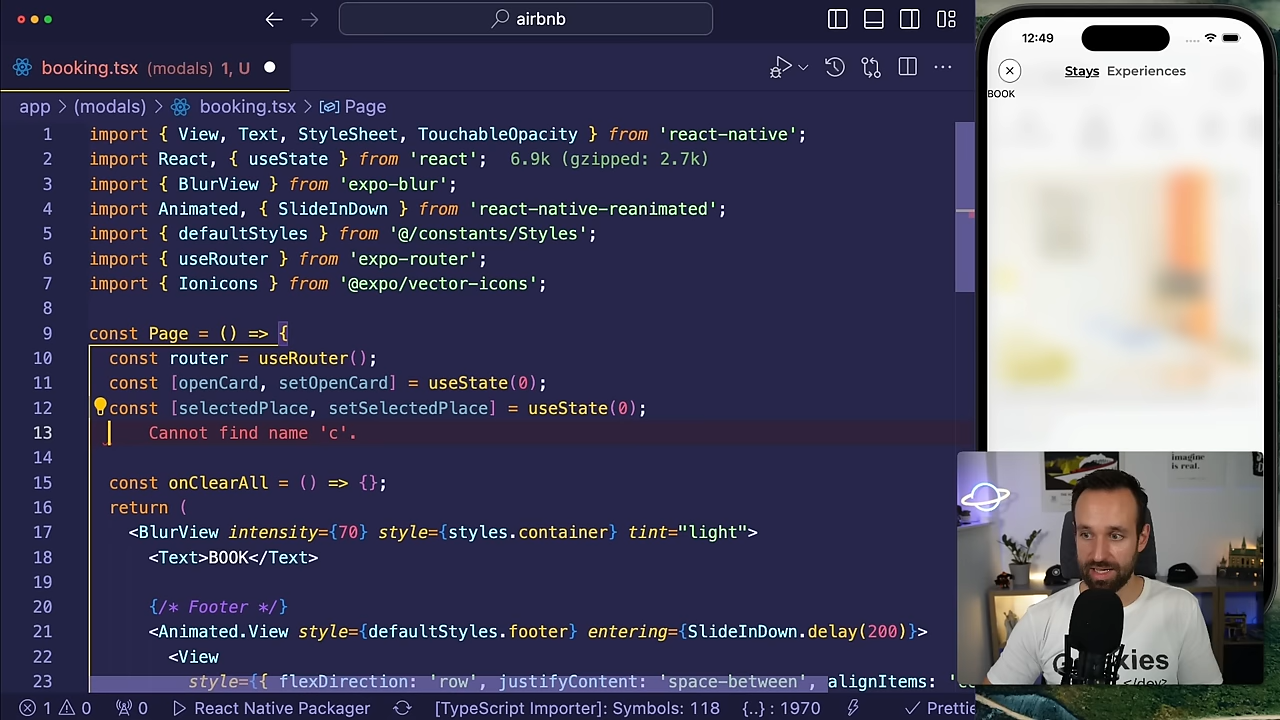 airbnb
booking.tsx (modals) 1, U
app > (modals) > booking.tsx > Page
1 import { View, Text, StyleSheet, TouchableOpacity } from 'react-native';
2 import React, { useState } from 'react'; 6.9k (gzipped: 2.7k)
3 import { BlurView } from 'expo-blur';
4 import Animated, { SlideInDown } from 'react-native-reanimated';
5 import { defaultStyles } from '@/constants/Styles';
6 import { useRouter } from 'expo-router';
7 import { Ionicons } from '@expo/vector-icons';
8
9 const Page = () => {
10 const router = useRouter();
11 const [openCard, setOpenCard] = useState(0);
12 const [selectedPlace, setSelectedPlace] = useState(0);
13 Cannot find name 'c'.
14
15 const onClearAll = () => {};
16 return (
17 <BlurView intensity={70} style={styles.container} tint="light">
18 <Text>BOOK</Text>
19
20 {/* Footer */}
21 <Animated.View style={defaultStyles.footer} entering={SlideInDown.delay(200)}>
22 <View
23 style={{ flexDirection: 'row', justifyContent: 'space-between', alignItems: '
1 0 0 React Native Packager [TypeScript Importer]: Symbols: 118 {..} : 1970 Prettie
12:49
Stays Experiences
BOOK
imagine
is real.